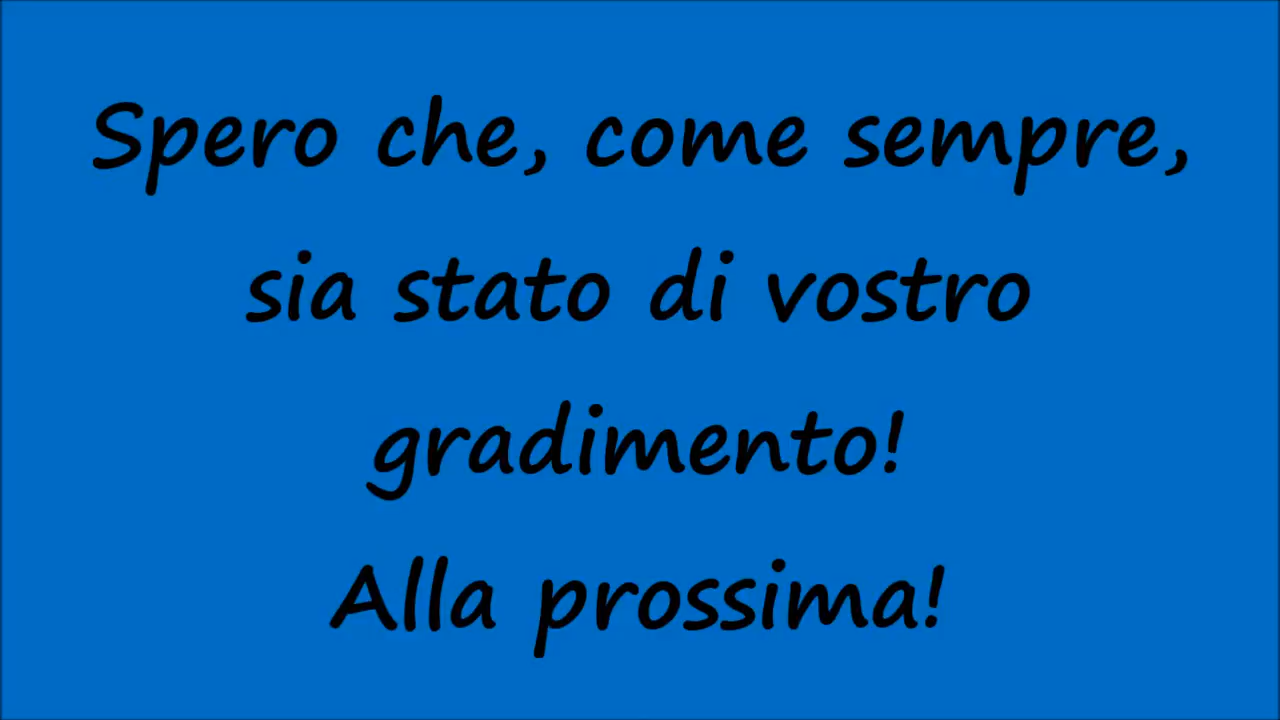 Spero che, come sempre,
sia stato di vostro
gradimento!
Alla prossima!